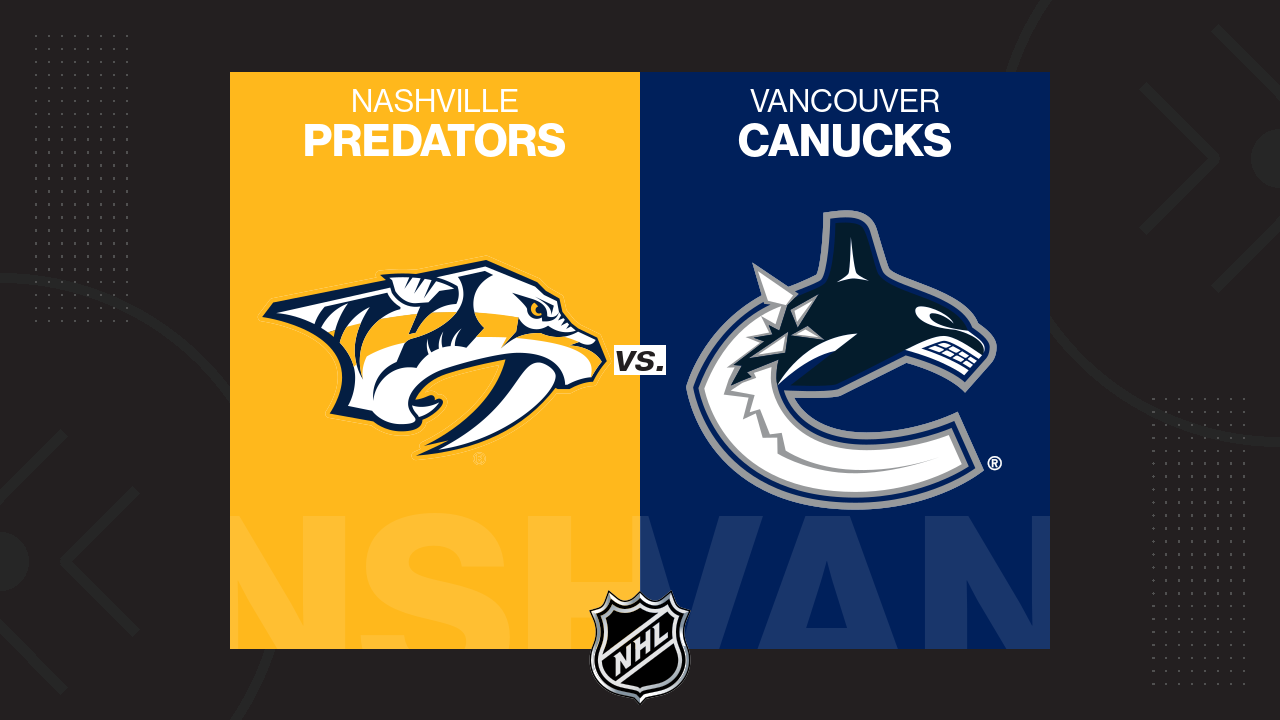 NASHVILLE
PREDATORS
VANCOUVER
CANUCKS
vs.
®
®
NSH
VAN
NHL